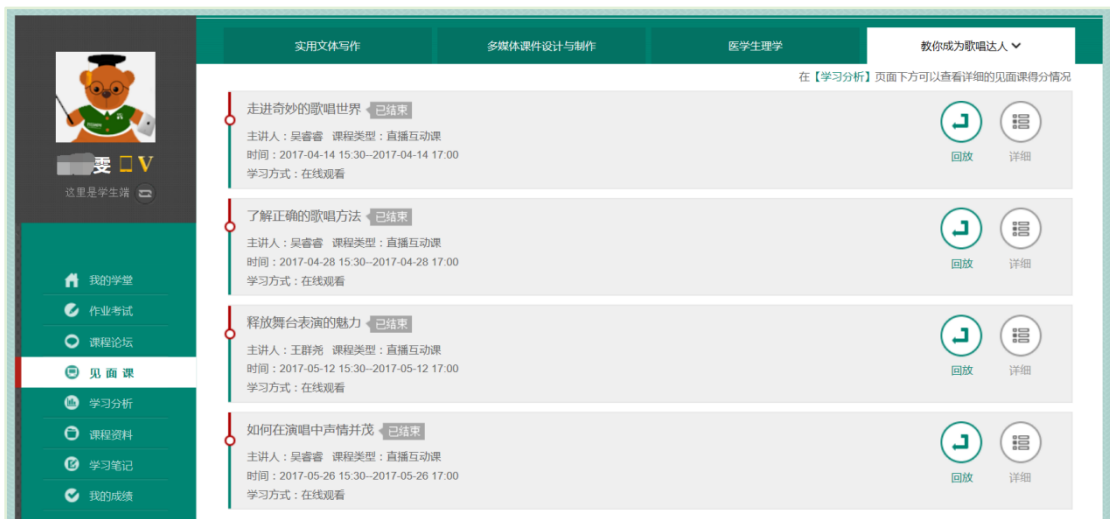 实用文体写作
多媒体课件设计与制作
医学生理学
教你成为歌唱达人
在【学习分析】页面下方可以查看详细的见面课得分情况
雯 V
这里是学生端
我的学堂
作业考试
课程论坛
见面课
学习分析
课程资料
学习笔记
我的成绩
走进奇妙的歌唱世界 已结束
主讲人：吴睿睿 课程类型：直播互动课
时间：2017-04-14 15:30--2017-04-14 17:00
学习方式：在线观看
回放 详细
了解正确的歌唱方法 已结束
主讲人：吴睿睿 课程类型：直播互动课
时间：2017-04-28 15:30--2017-04-28 17:00
学习方式：在线观看
回放 详细
释放舞台表演的魅力 已结束
主讲人：王群尧 课程类型：直播互动课
时间：2017-05-12 15:30--2017-05-12 17:00
学习方式：在线观看
回放 详细
如何在演唱中声情并茂 已结束
主讲人：吴睿睿 课程类型：直播互动课
时间：2017-05-26 15:30--2017-05-26 17:00
学习方式：在线观看
回放 详细